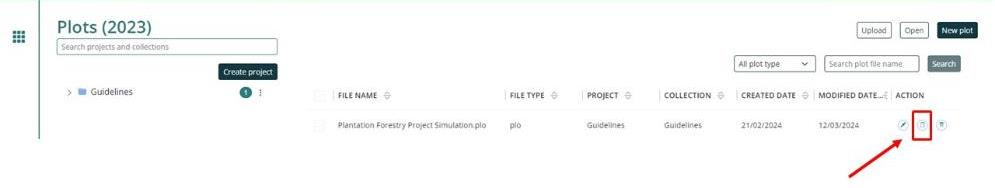 Plots (2023)
Search projects and collections
Create project
Guidelines 1
Upload Open New plot
All plot type Search plot file name Search
FILE NAME FILE TYPE PROJECT COLLECTION CREATED DATE MODIFIED DATE... ACTION
Plantation Forestry Project Simulation.plo plo Guidelines Guidelines 21/02/2024 12/03/2024